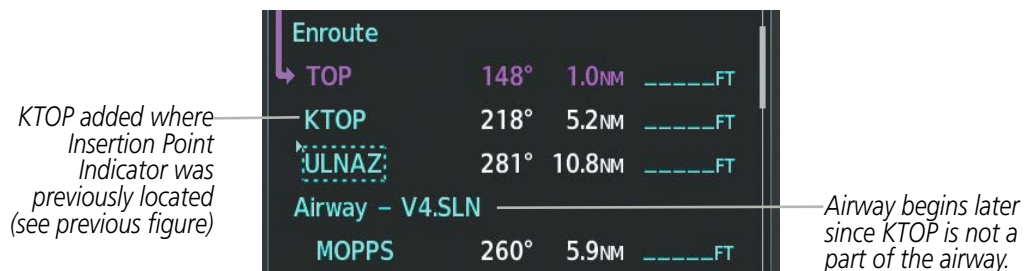 Enroute
TOP 148° 1.0NM _____FT
KTOP 218° 5.2NM _____FT
ULNAZ 281° 10.8NM _____FT
Airway – V4.SLN
MOPPS 260° 5.9NM _____FT
KTOP added where
Insertion Point
Indicator was
previously located
(see previous figure)
Airway begins later
since KTOP is not a
part of the airway.